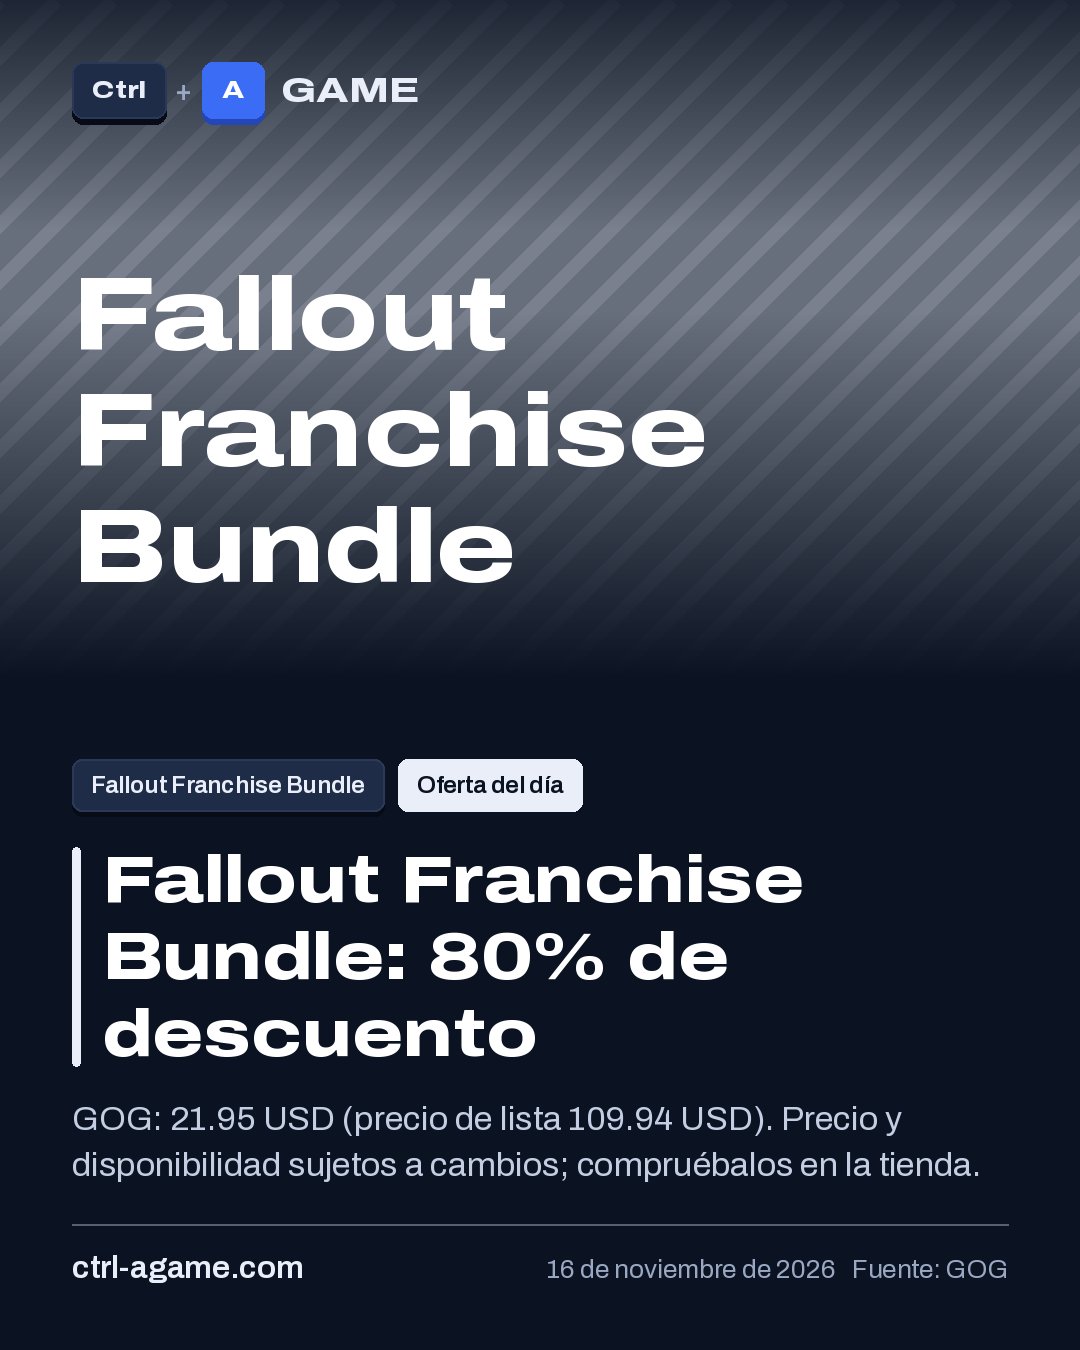 Ctrl + A GAME
Fallout
Franchise
Bundle
Fallout Franchise Bundle Oferta del día
Fallout Franchise
Bundle: 80% de
descuento
GOG: 21.95 USD (precio de lista 109.94 USD). Precio y
disponibilidad sujetos a cambios; compruébalos en la tienda.
ctrl-agame.com 16 de noviembre de 2026 Fuente: GOG